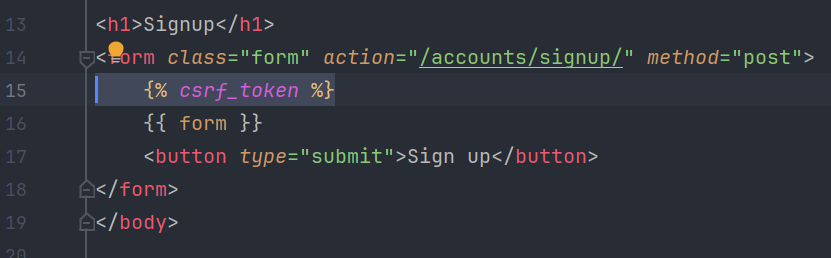 13 <h1>Signup</h1>
14 <form class="form" action="/accounts/signup/" method="post">
15 {% csrf_token %}
16 {{ form }}
17 <button type="submit">Sign up</button>
18 </form>
19 </body>
20